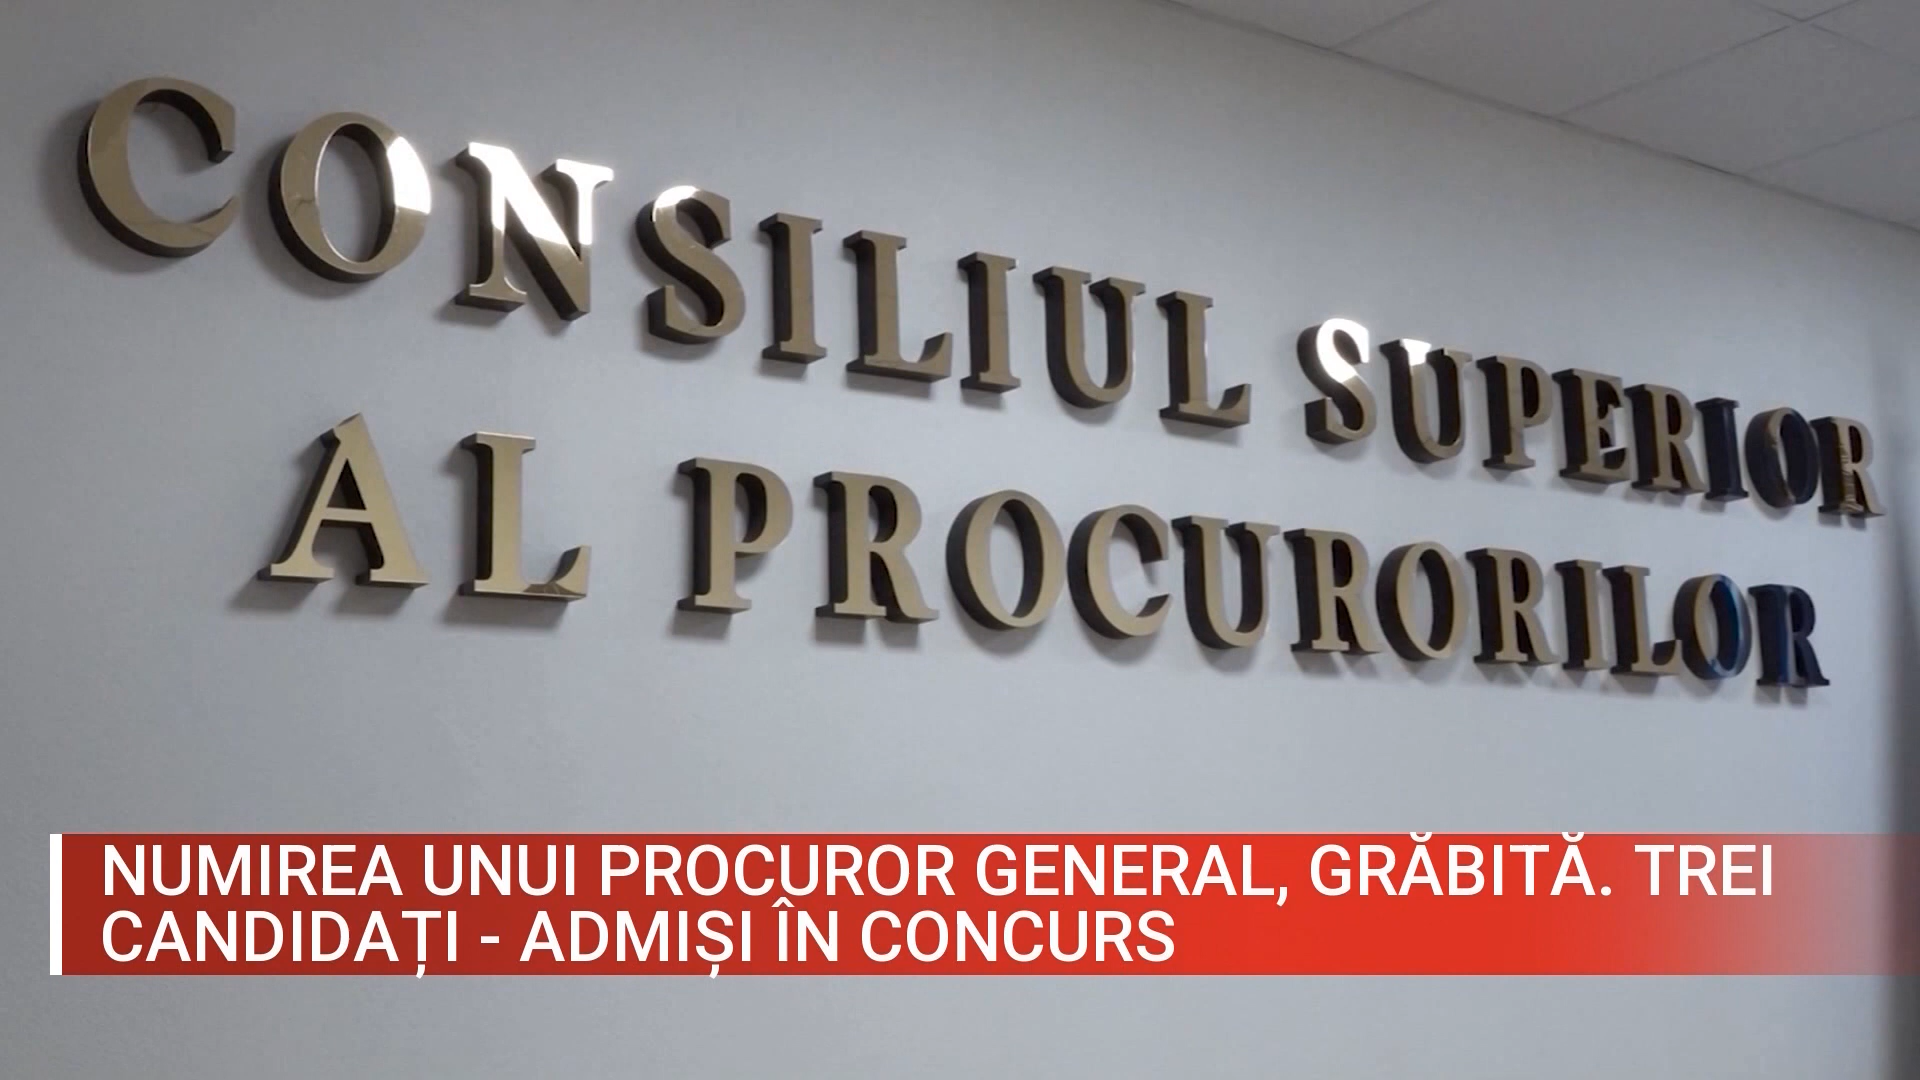 CONSILIUL SUPERIOR
AL PROCURORILOR
NUMIREA UNUI PROCUROR GENERAL, GRĂBITĂ. TREI
CANDIDAȚI - ADMIȘI ÎN CONCURS